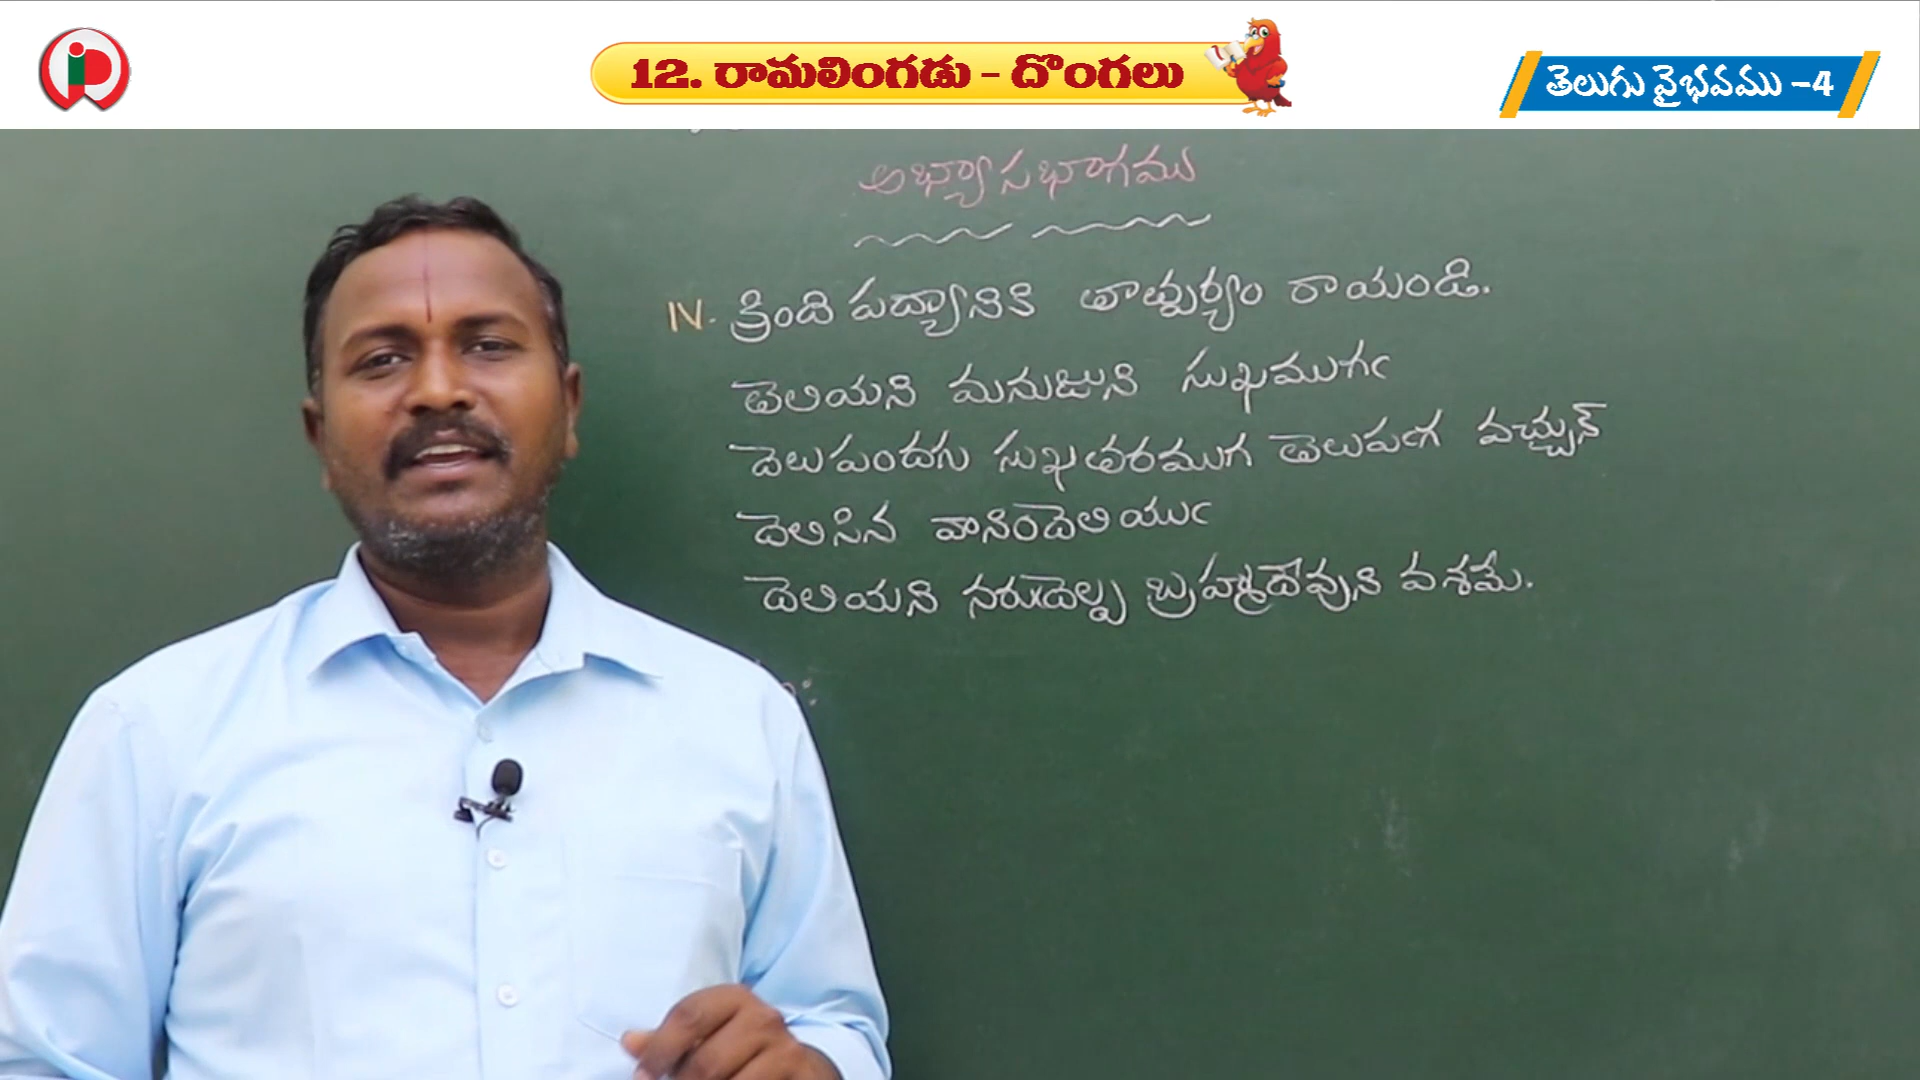 12. రామలింగడు - దొంగలు
తెలుగు వైభవము -4
అభ్యాసభాగము
IV. క్రింది పద్యానికి తాత్పర్యం రాయండి.
తెలియని మనుజుని సుఖముగఁ
దెలుపందగు సుఖతరముగ తెలుపఁగ వచ్చున్
దెలిసిన వానిందెలియుఁ
దెలియని నరుదెల్ప బ్రహ్మదేవుని వశమే.